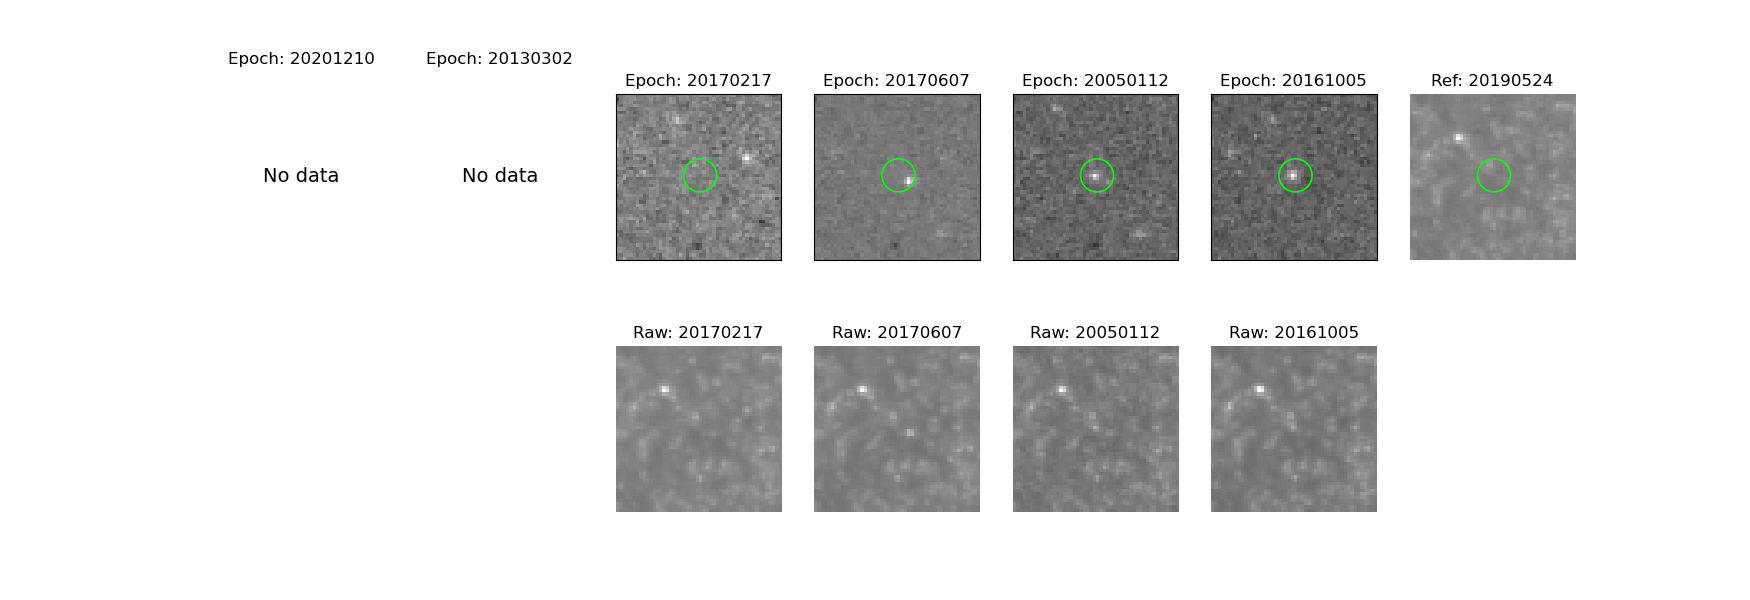 Epoch: 20201210
Epoch: 20130302
Epoch: 20170217
Epoch: 20170607
Epoch: 20050112
Epoch: 20161005
Ref: 20190524
No data
No data
Raw: 20170217
Raw: 20170607
Raw: 20050112
Raw: 20161005